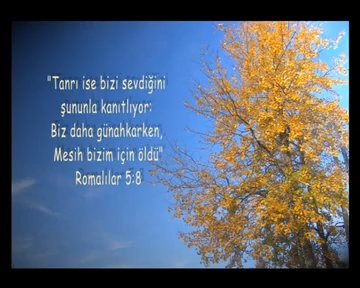 "Tanrı ise bizi sevdiğini
şununla kanıtlıyor:
Biz daha günahkarken,
Mesih bizim için öldü"
Romalılar 5:8